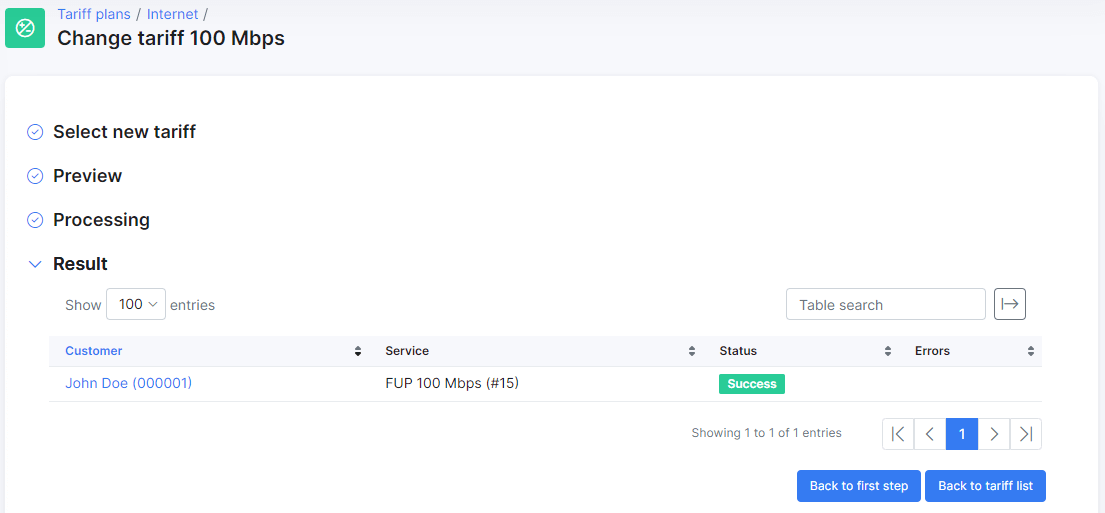 Tariff plans / Internet /
Change tariff 100 Mbps
Select new tariff
Preview
Processing
Result
Show 100 entries Table search
Customer Service Status Errors
John Doe (000001) FUP 100 Mbps (#15) Success
Showing 1 to 1 of 1 entries 1
Back to first step Back to tariff list